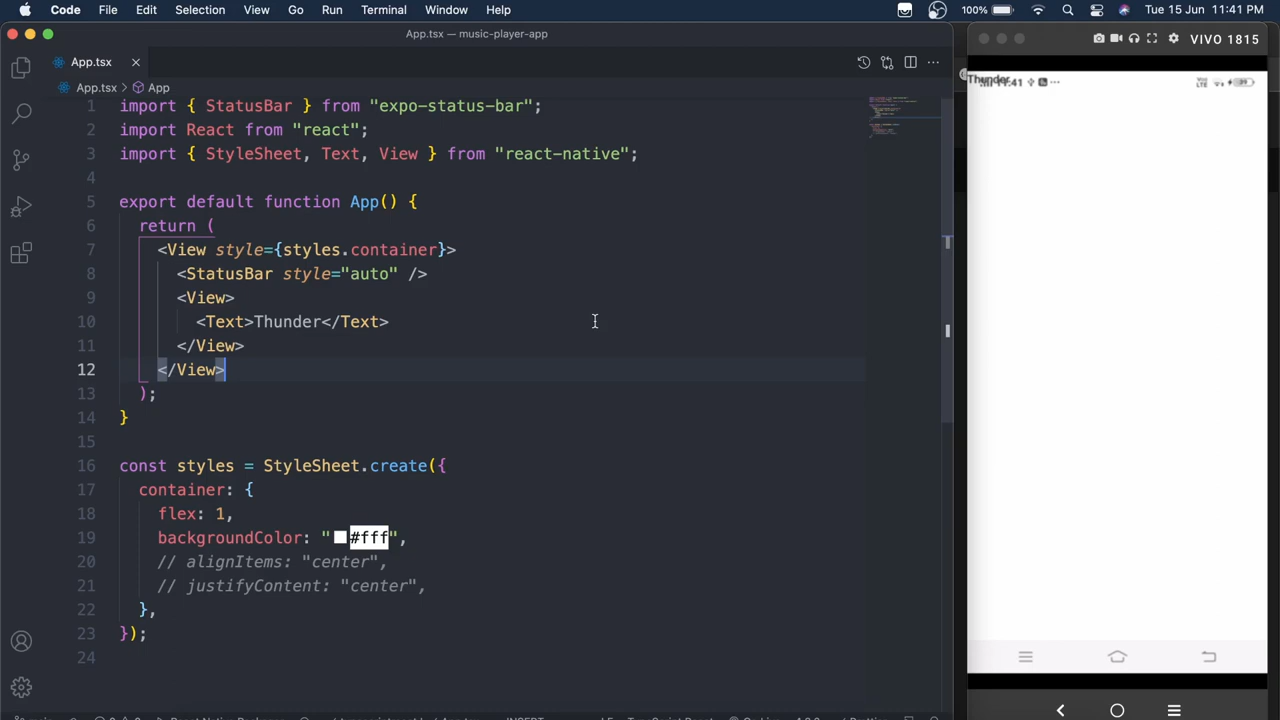 Code File Edit Selection View Go Run Terminal Window Help 100% Tue 15 Jun 11:41 PM
App.tsx — music-player-app
VIVO 1815
App.tsx
App.tsx > App
Thunder 11:41
1 import { StatusBar } from "expo-status-bar";
2 import React from "react";
3 import { StyleSheet, Text, View } from "react-native";
4
5 export default function App() {
6 return (
7 <View style={styles.container}>
8 <StatusBar style="auto" />
9 <View>
10 <Text>Thunder</Text>
11 </View>
12 </View>
13 );
14 }
15
16 const styles = StyleSheet.create({
17 container: {
18 flex: 1,
19 backgroundColor: "#fff",
20 // alignItems: "center",
21 // justifyContent: "center",
22 },
23 });
24